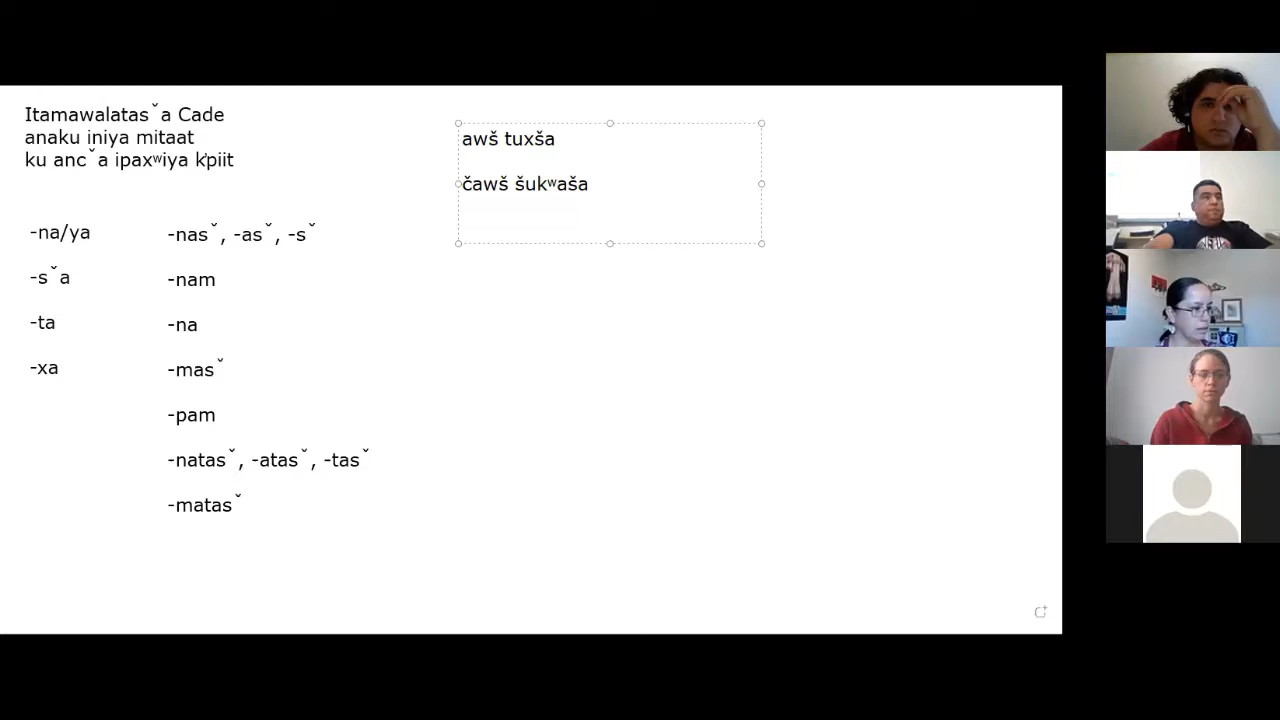 Itamawalatasˇa Cade
anaku iniya mitaat
ku ancˇa ipaxʷiya k̓piit
-na/ya
-sˇa
-ta
-xa
-nasˇ, -asˇ, -sˇ
-nam
-na
-masˇ
-pam
-natasˇ, -atasˇ, -tasˇ
-matasˇ
awš tuxša
čawš šukʷaša